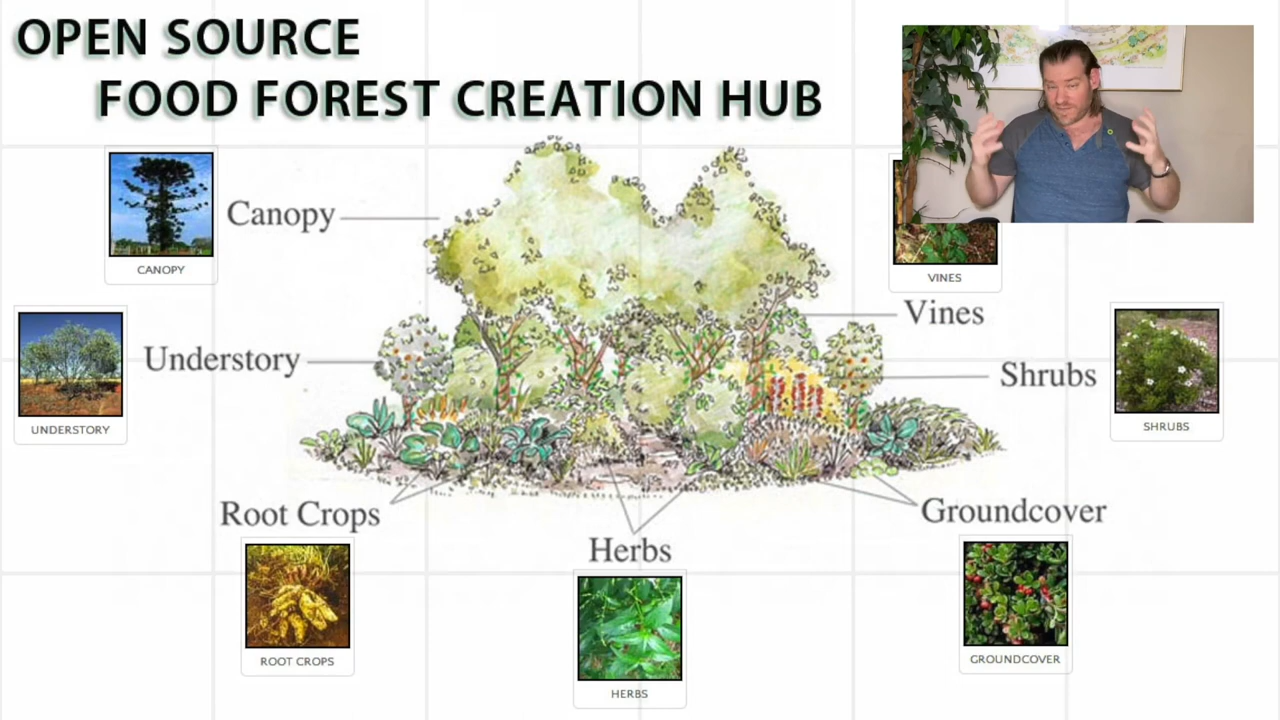 OPEN SOURCE
FOOD FOREST CREATION HUB
Canopy
CANOPY
VINES
Vines
Understory
UNDERSTORY
Shrubs
SHRUBS
Root Crops
ROOT CROPS
Herbs
HERBS
Groundcover
GROUNDCOVER